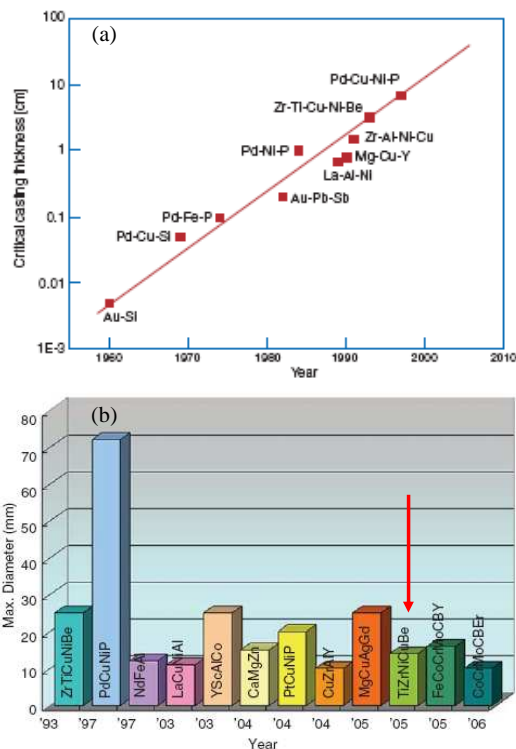 (a)
Critical casting thickness [cm]
100
10
1
0.1
0.01
1E-3
Pd-Cu-Ni-P
Zr-Ti-Cu-Ni-Be
Zr-Al-Ni-Cu
Pd-Ni-P
Mg-Cu-Y
La-Al-Ni
Au-Pb-Sb
Pd-Fe-P
Pd-Cu-Si
Au-Si
1960 1970 1980 1990 2000 2010
Year
(b)
Max. Diameter (mm)
80
70
60
50
40
30
20
10
0
ZrTiCuNiBe
PdCuNiP
NdFeAl
LaCuNiAl
YScAlCo
CaMgZn
PtCuNiP
CuZrAlY
MgCuAgGd
TiZrNiCuBe
FeCoCrMoCBY
CoCrMoCBEr
'93 '97 '97 '03 '03 '04 '04 '04 '05 '05 '05 '06
Year